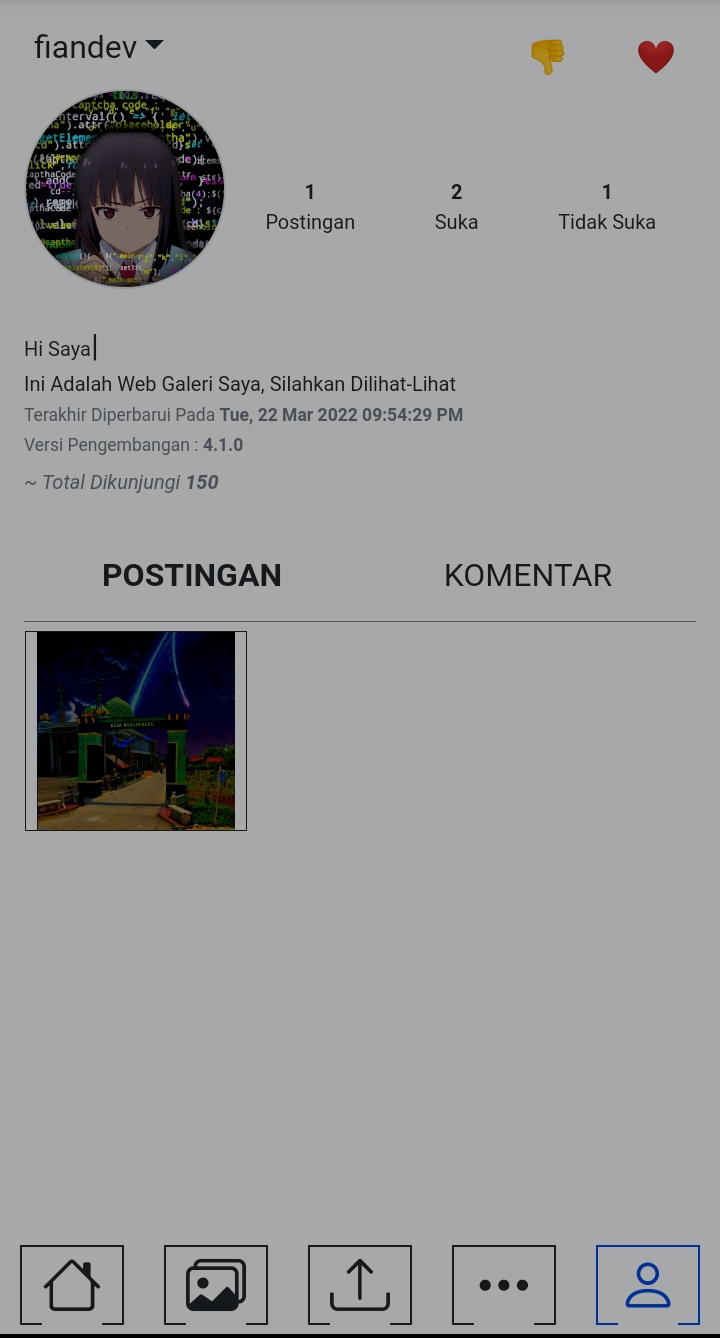 fiandev
1
Postingan
2
Suka
1
Tidak Suka
Hi Saya
Ini Adalah Web Galeri Saya, Silahkan Dilihat-Lihat
Terakhir Diperbarui Pada Tue, 22 Mar 2022 09:54:29 PM
Versi Pengembangan : 4.1.0
~ Total Dikunjungi 150
POSTINGAN
KOMENTAR